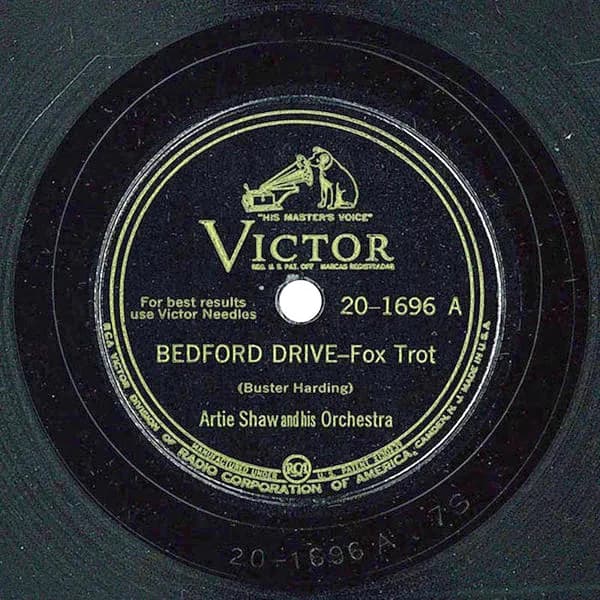 "HIS MASTER'S VOICE"
VICTOR
REG. U. S. PAT. OFF. MARCAS REGISTRADAS
For best results
use Victor Needles
20-1696 A
BEDFORD DRIVE–Fox Trot
(Buster Harding)
Artie Shaw and his Orchestra
MANUFACTURED UNDER RCA U. S. PATENT
RCA VICTOR DIVISION OF RADIO CORPORATION OF AMERICA, CAMDEN, N. J. MADE IN U.S.A
20-1696 A 7S